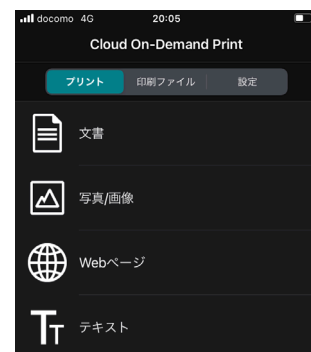 docomo 4G 20:05
Cloud On-Demand Print
プリント 印刷ファイル 設定
文書
写真/画像
Webページ
テキスト